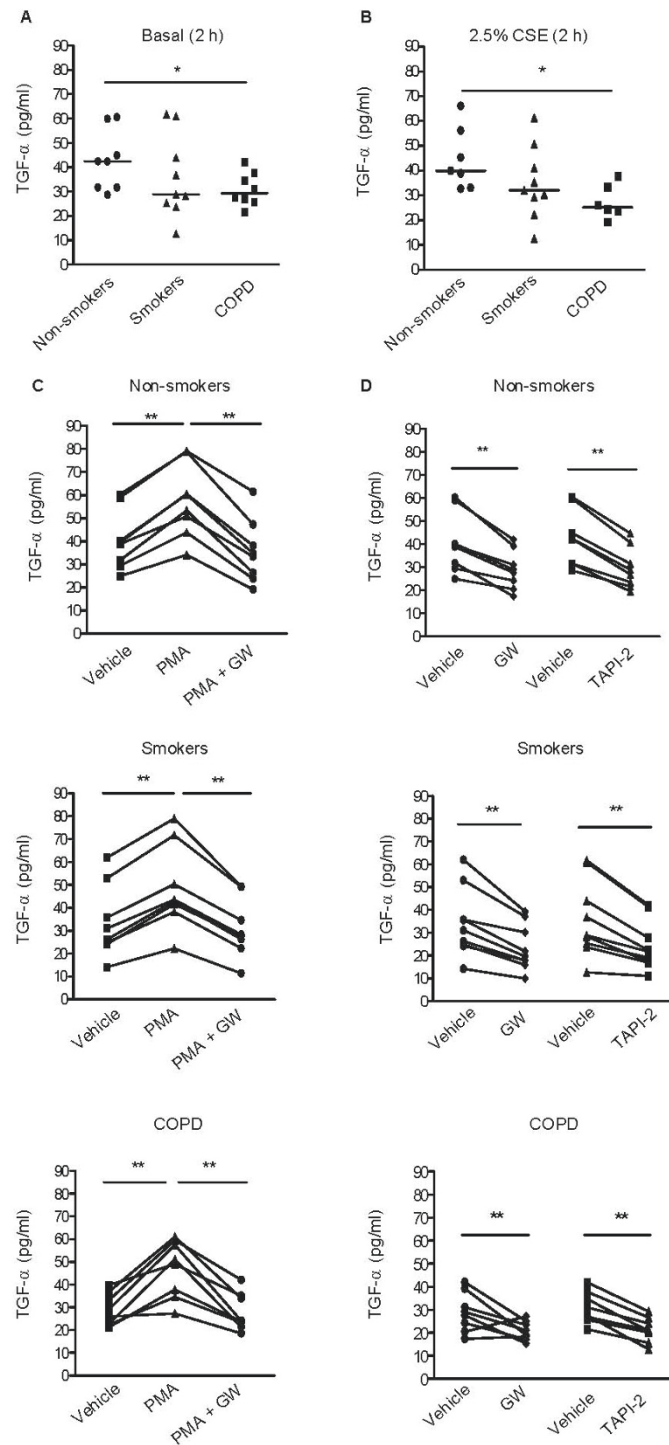 A
Basal (2 h)
*
TGF-α (pg/ml)
90
80
70
60
50
40
30
20
10
0
Non-smokers
Smokers
COPD
B
2.5% CSE (2 h)
*
TGF-α (pg/ml)
90
80
70
60
50
40
30
20
10
0
Non-smokers
Smokers
COPD
C
Non-smokers
** **
TGF-α (pg/ml)
90
80
70
60
50
40
30
20
10
0
Vehicle
PMA
PMA + GW
D
Non-smokers
** **
TGF-α (pg/ml)
90
80
70
60
50
40
30
20
10
0
Vehicle
GW
Vehicle
TAPI-2
Smokers
** **
TGF-α (pg/ml)
90
80
70
60
50
40
30
20
10
0
Vehicle
PMA
PMA + GW
Smokers
** **
TGF-α (pg/ml)
90
80
70
60
50
40
30
20
10
0
Vehicle
GW
Vehicle
TAPI-2
COPD
** **
TGF-α (pg/ml)
90
80
70
60
50
40
30
20
10
0
Vehicle
PMA
PMA + GW
COPD
** **
TGF-α (pg/ml)
90
80
70
60
50
40
30
20
10
0
Vehicle
GW
Vehicle
TAPI-2